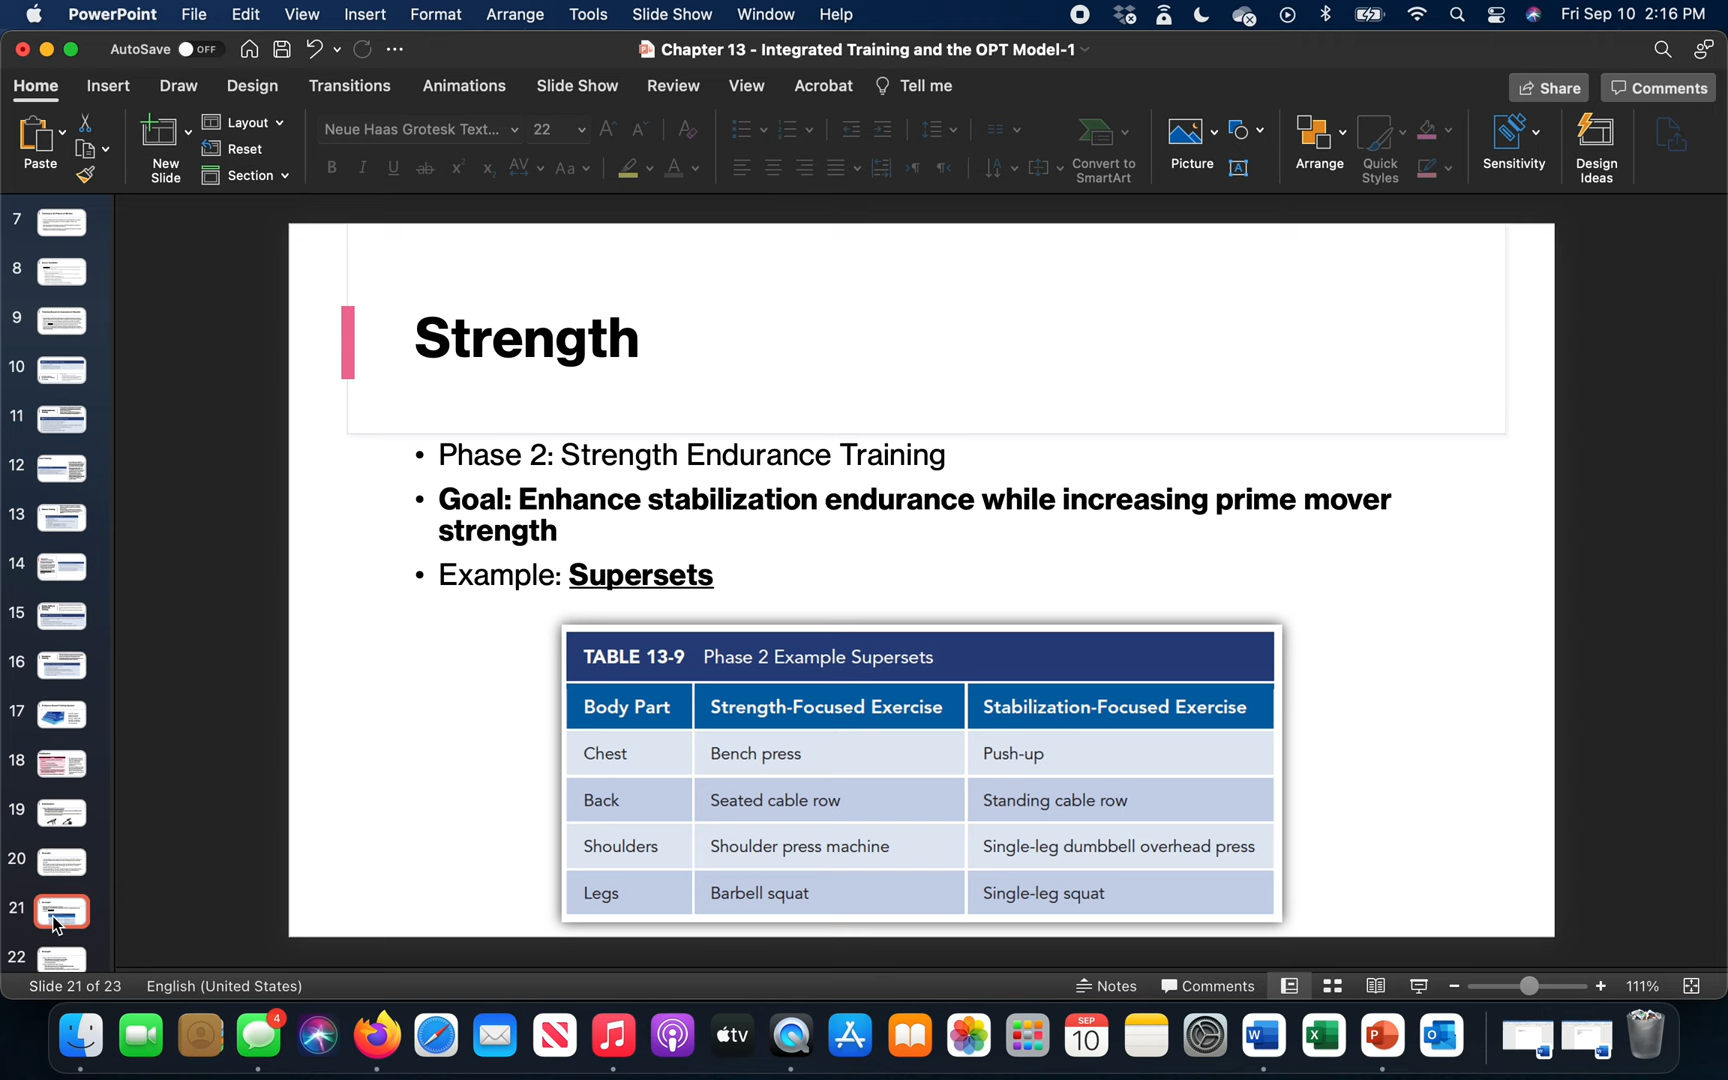 PowerPoint File Edit View Insert Format Arrange Tools Slide Show Window Help Fri Sep 10 2:16 PM
AutoSave OFF Chapter 13 - Integrated Training and the OPT Model-1
Home Insert Draw Design Transitions Animations Slide Show Review View Acrobat Tell me Share Comments
Paste
New Slide
Layout
Reset
Section
Neue Haas Grotesk Text... 22
Convert to SmartArt
Picture
Arrange
Quick Styles
Sensitivity
Design Ideas
7
8
9
10
11
12
13
14
15
16
17
18
19
20
21
22
Strength
• Phase 2: Strength Endurance Training
• Goal: Enhance stabilization endurance while increasing prime mover
strength
• Example: Supersets
TABLE 13-9 Phase 2 Example Supersets
Body Part Strength-Focused Exercise Stabilization-Focused Exercise
Chest Bench press Push-up
Back Seated cable row Standing cable row
Shoulders Shoulder press machine Single-leg dumbbell overhead press
Legs Barbell squat Single-leg squat
Slide 21 of 23 English (United States) Notes Comments 111%
4
tv
SEP
10